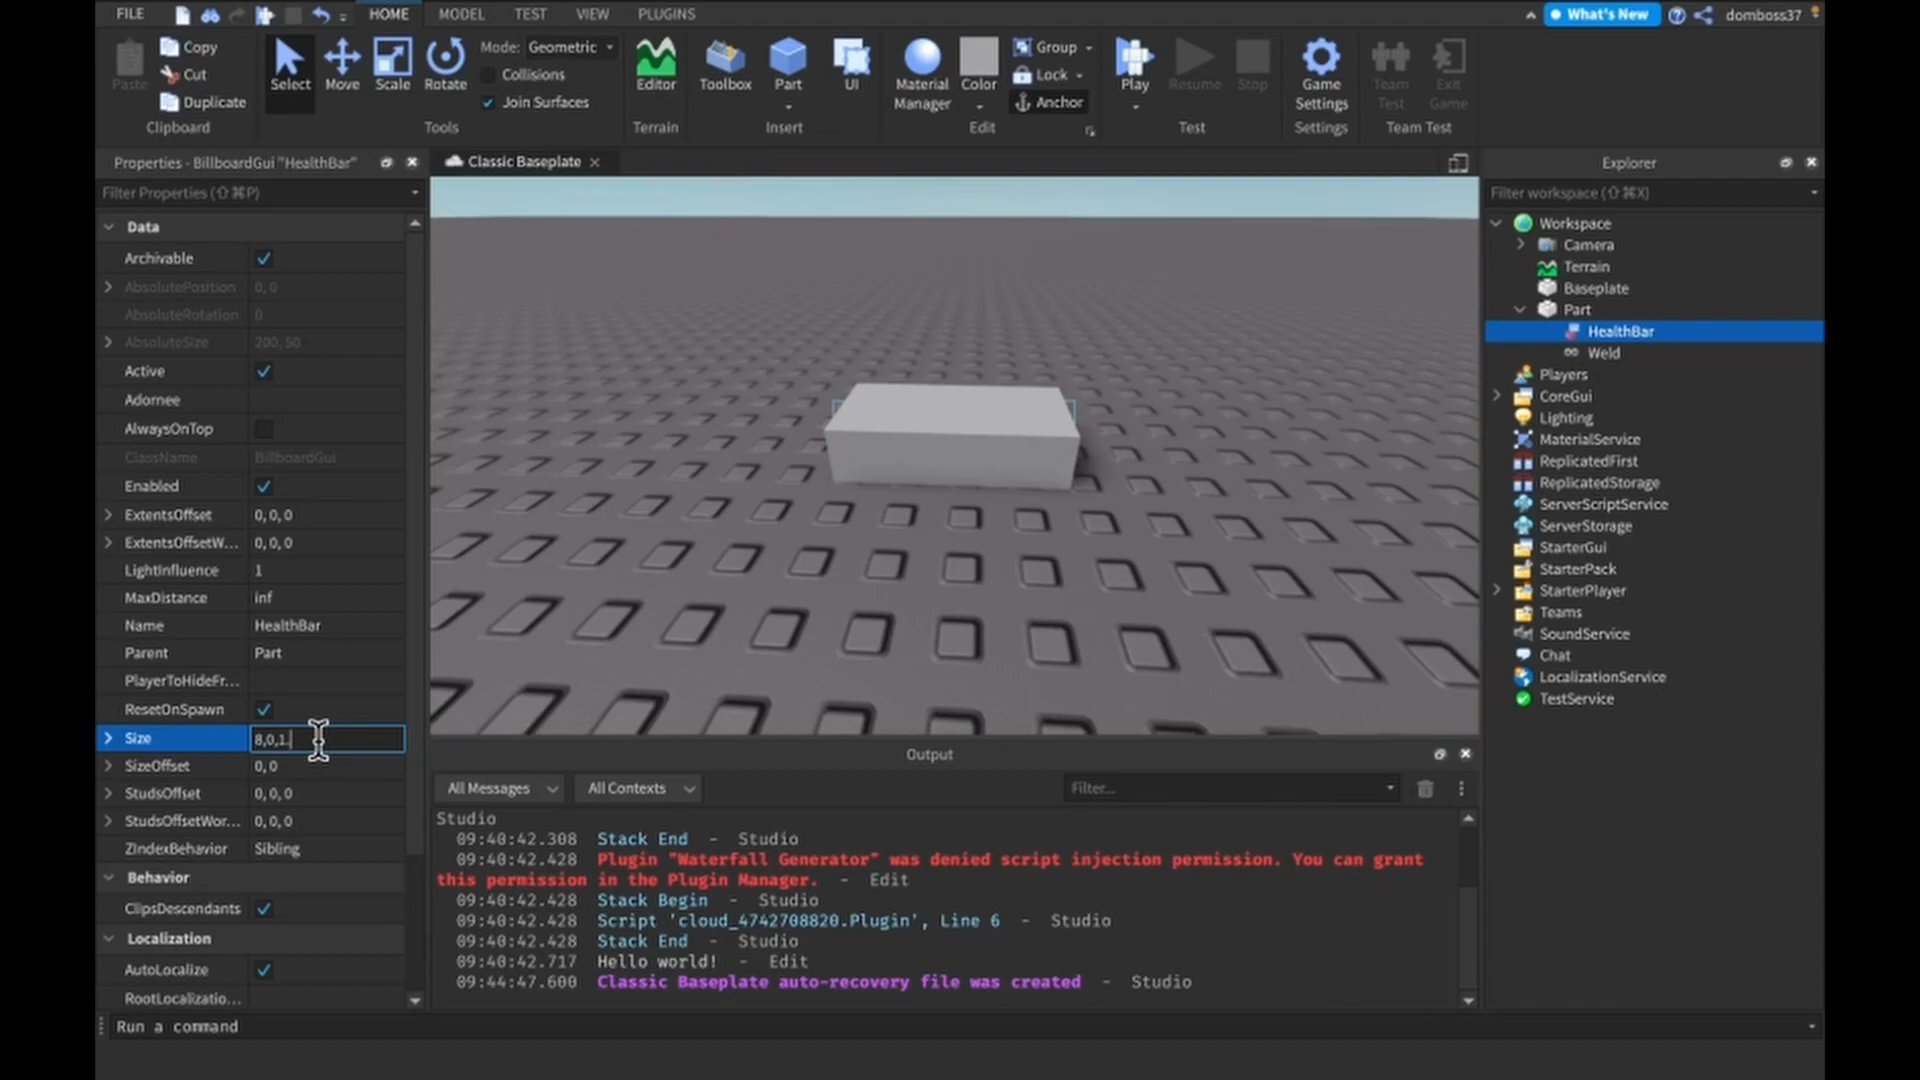 FILE
HOME
MODEL
TEST
VIEW
PLUGINS
What's New
domboss37
Paste
Copy
Cut
Duplicate
Clipboard
Select
Move
Scale
Rotate
Mode: Geometric
Collisions
Join Surfaces
Tools
Editor
Terrain
Toolbox
Part
UI
Insert
Material
Manager
Color
Group
Lock
Anchor
Edit
Play
Resume
Stop
Test
Game
Settings
Settings
Team
Test
Exit
Game
Team Test
Properties - BillboardGui "HealthBar"
Filter Properties (⇧⌘P)
Data
Archivable
AbsolutePosition 0, 0
AbsoluteRotation 0
AbsoluteSize 200, 50
Active
Adornee
AlwaysOnTop
ClassName BillboardGui
Enabled
ExtentsOffset 0, 0, 0
ExtentsOffsetW... 0, 0, 0
LightInfluence 1
MaxDistance inf
Name HealthBar
Parent Part
PlayerToHideFr...
ResetOnSpawn
Size 8,0,1.
SizeOffset 0, 0
StudsOffset 0, 0, 0
StudsOffsetWor... 0, 0, 0
ZIndexBehavior Sibling
Behavior
ClipsDescendants
Localization
AutoLocalize
RootLocalizatio...
Classic Baseplate
Output
All Messages
All Contexts
Filter...
Studio
09:40:42.308 Stack End - Studio
09:40:42.428 Plugin "Waterfall Generator" was denied script injection permission. You can grant
this permission in the Plugin Manager. - Edit
09:40:42.428 Stack Begin - Studio
09:40:42.428 Script 'cloud_4742708820.Plugin', Line 6 - Studio
09:40:42.428 Stack End - Studio
09:40:42.717 Hello world! - Edit
09:44:47.600 Classic Baseplate auto-recovery file was created - Studio
Explorer
Filter workspace (⇧⌘X)
Workspace
Camera
Terrain
Baseplate
Part
HealthBar
Weld
Players
CoreGui
Lighting
MaterialService
ReplicatedFirst
ReplicatedStorage
ServerScriptService
ServerStorage
StarterGui
StarterPack
StarterPlayer
Teams
SoundService
Chat
LocalizationService
TestService
Run a command